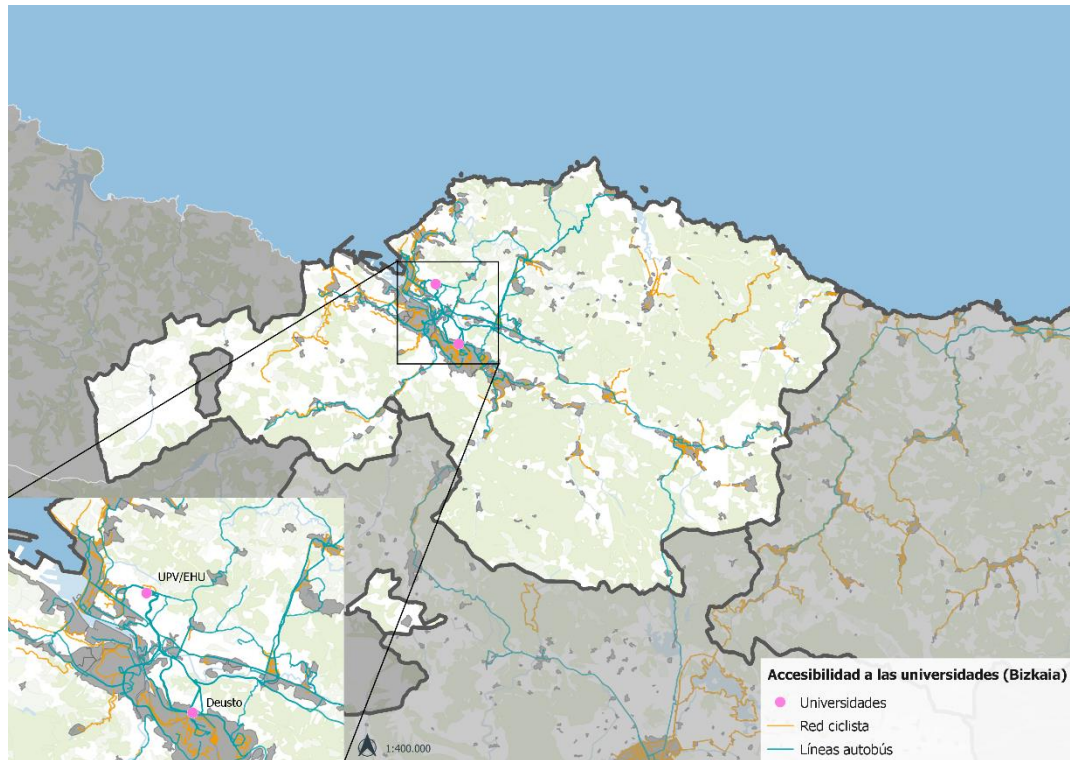 UPV/EHU
Deusto
1:400.000
Accesibilidad a las universidades (Bizkaia)
Universidades
Red ciclista
Líneas autobús